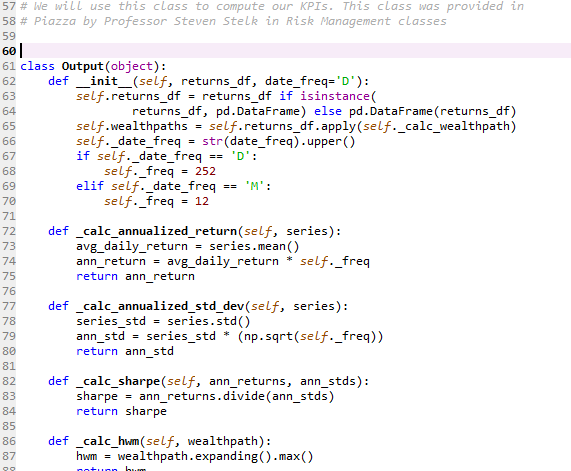 57 # We will use this class to compute our KPIs. This class was provided in
58 # Piazza by Professor Steven Stelk in Risk Management classes
59
60
61 class Output(object):
62     def __init__(self, returns_df, date_freq='D'):
63         self.returns_df = returns_df if isinstance(
64                 returns_df, pd.DataFrame) else pd.DataFrame(returns_df)
65         self.wealthpaths = self.returns_df.apply(self._calc_wealthpath)
66         self._date_freq = str(date_freq).upper()
67         if self._date_freq == 'D':
68             self._freq = 252
69         elif self._date_freq == 'M':
70             self._freq = 12
71
72     def _calc_annualized_return(self, series):
73         avg_daily_return = series.mean()
74         ann_return = avg_daily_return * self._freq
75         return ann_return
76
77     def _calc_annualized_std_dev(self, series):
78         series_std = series.std()
79         ann_std = series_std * (np.sqrt(self._freq))
80         return ann_std
81
82     def _calc_sharpe(self, ann_returns, ann_stds):
83         sharpe = ann_returns.divide(ann_stds)
84         return sharpe
85
86     def _calc_hwm(self, wealthpath):
87         hwm = wealthpath.expanding().max()
88         return hwm